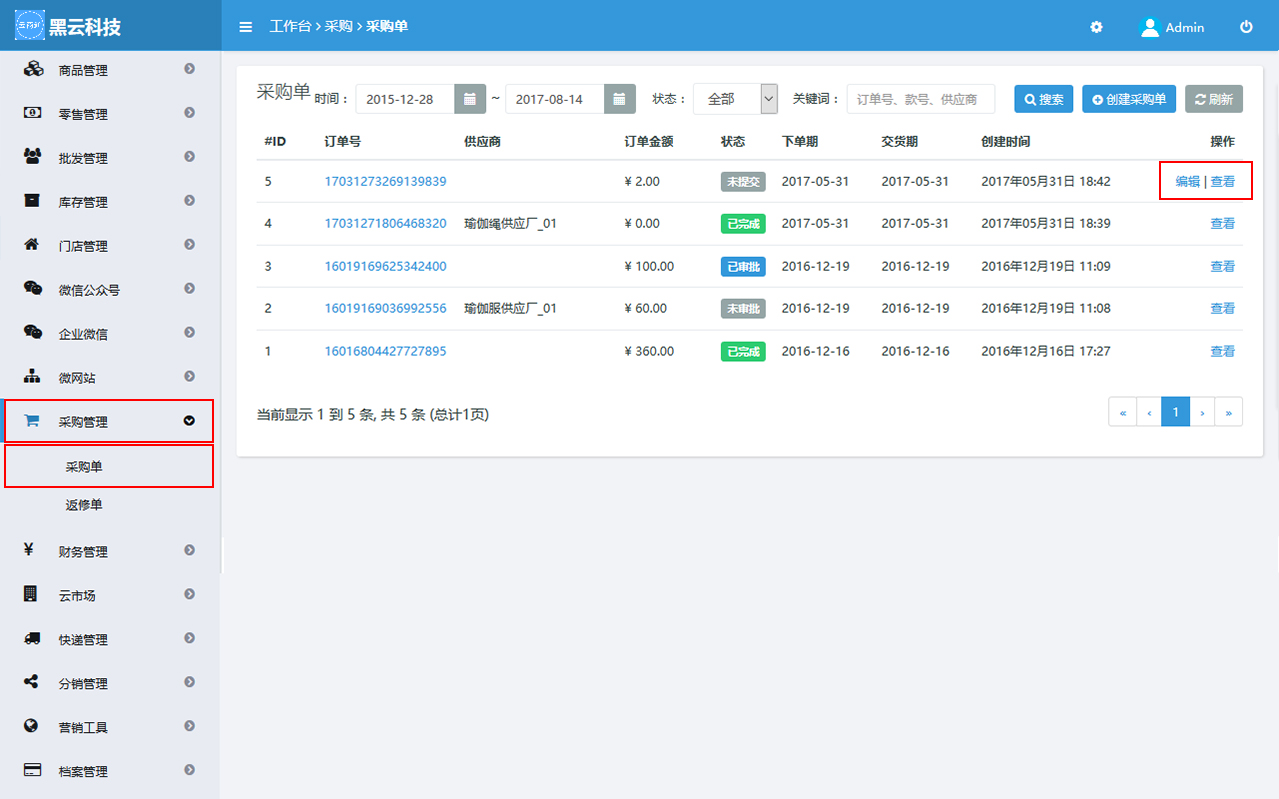 黑云科技
工作台 > 采购 > 采购单
Admin
商品管理
零售管理
批发管理
库存管理
门店管理
微信公众号
企业微信
微网站
采购管理
采购单
返修单
财务管理
云市场
快递管理
分销管理
营销工具
档案管理
采购单 时间： 2015-12-28 ~ 2017-08-14 状态： 全部 关键词： 订单号、款号、供应商 搜索 创建采购单 刷新
#ID 订单号 供应商 订单金额 状态 下单期 交货期 创建时间 操作
5 17031273269139839 ¥ 2.00 未提交 2017-05-31 2017-05-31 2017年05月31日 18:42 编辑 | 查看
4 17031271806468320 瑜伽绳供应厂_01 ¥ 0.00 已完成 2017-05-31 2017-05-31 2017年05月31日 18:39 查看
3 16019169625342400 ¥ 100.00 已审批 2016-12-19 2016-12-19 2016年12月19日 11:09 查看
2 16019169036992556 瑜伽服供应厂_01 ¥ 60.00 未审批 2016-12-19 2016-12-19 2016年12月19日 11:08 查看
1 16016804427727895 ¥ 360.00 已完成 2016-12-16 2016-12-16 2016年12月16日 17:27 查看
当前显示 1 到 5 条, 共 5 条 (总计1页)
« ‹ 1 › »